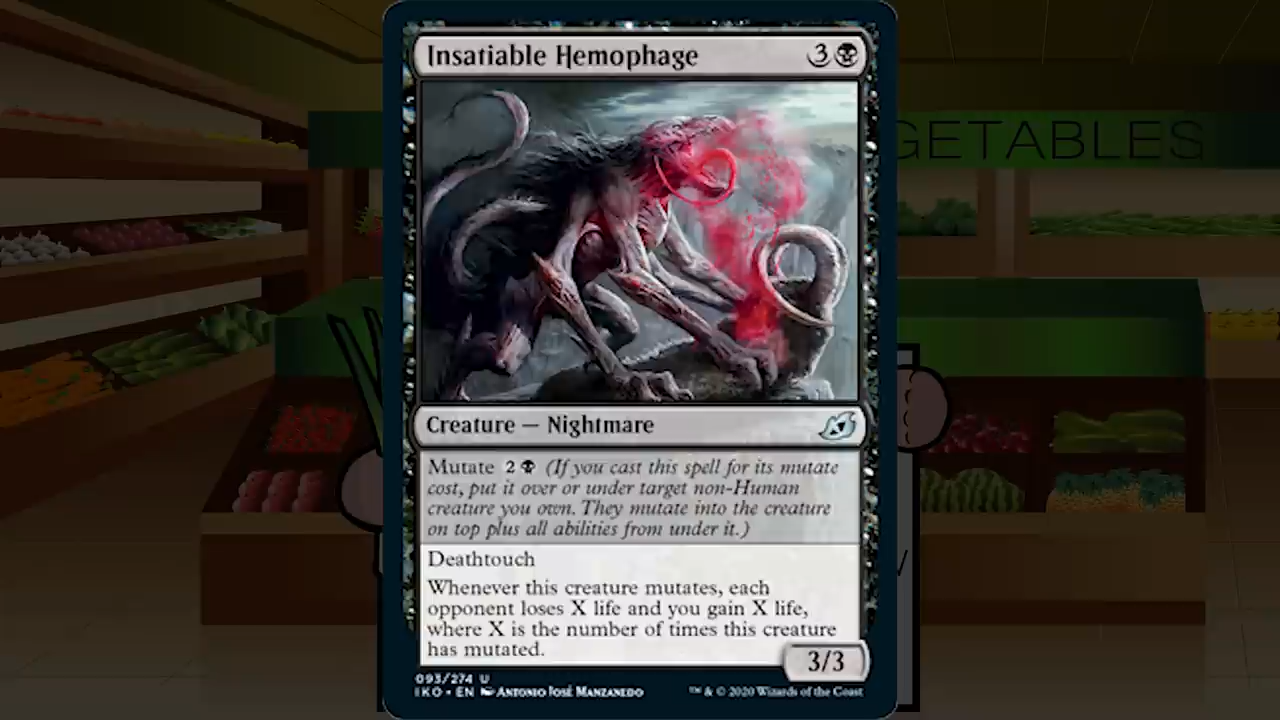 Insatiable Hemophage 3
GETABLES
Creature — Nightmare
Mutate 2 (If you cast this spell for its mutate
cost, put it over or under target non-Human
creature you own. They mutate into the creature
on top plus all abilities from under it.)
Deathtouch
Whenever this creature mutates, each
opponent loses X life and you gain X life,
where X is the number of times this creature
has mutated.
3/3
093/274 U
IKO • EN Antonio José Manzanedo
™ & © 2020 Wizards of the Coast